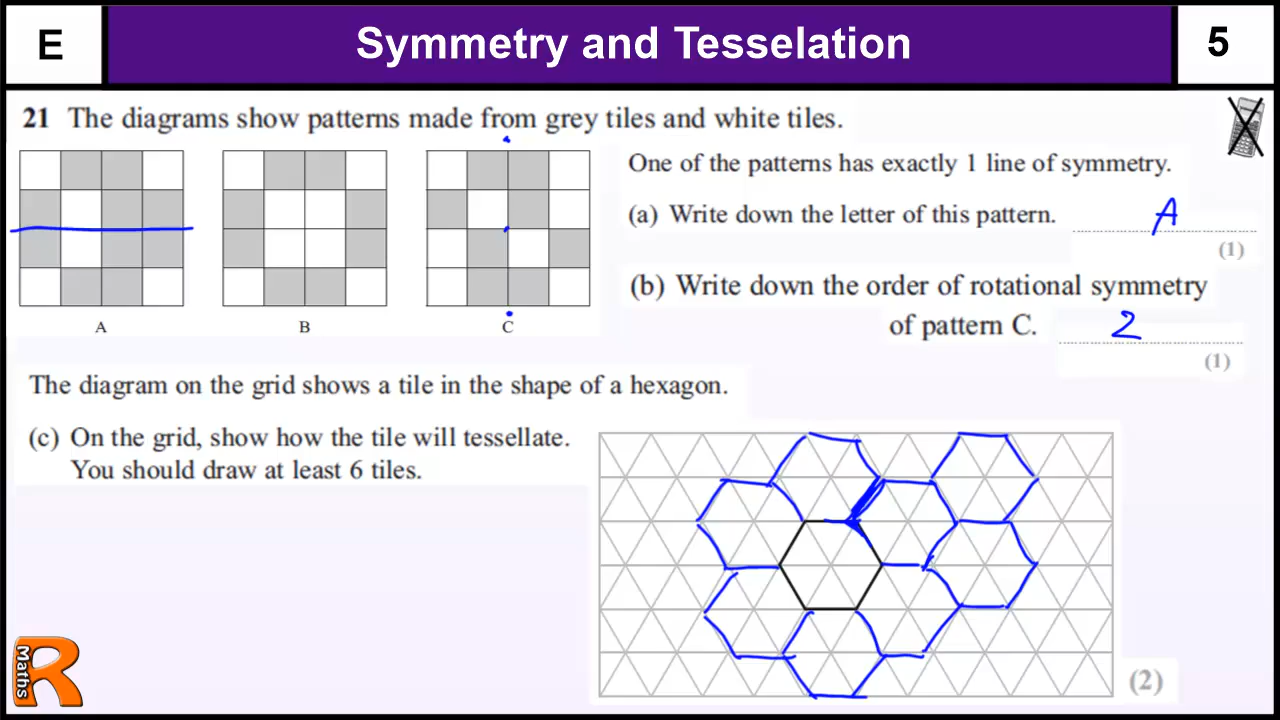 E
Symmetry and Tesselation
5
21 The diagrams show patterns made from grey tiles and white tiles.
One of the patterns has exactly 1 line of symmetry.
(a) Write down the letter of this pattern.
A
(1)
(b) Write down the order of rotational symmetry
of pattern C.
2
(1)
A
B
C
The diagram on the grid shows a tile in the shape of a hexagon.
(c) On the grid, show how the tile will tessellate.
You should draw at least 6 tiles.
(2)
R
Maths